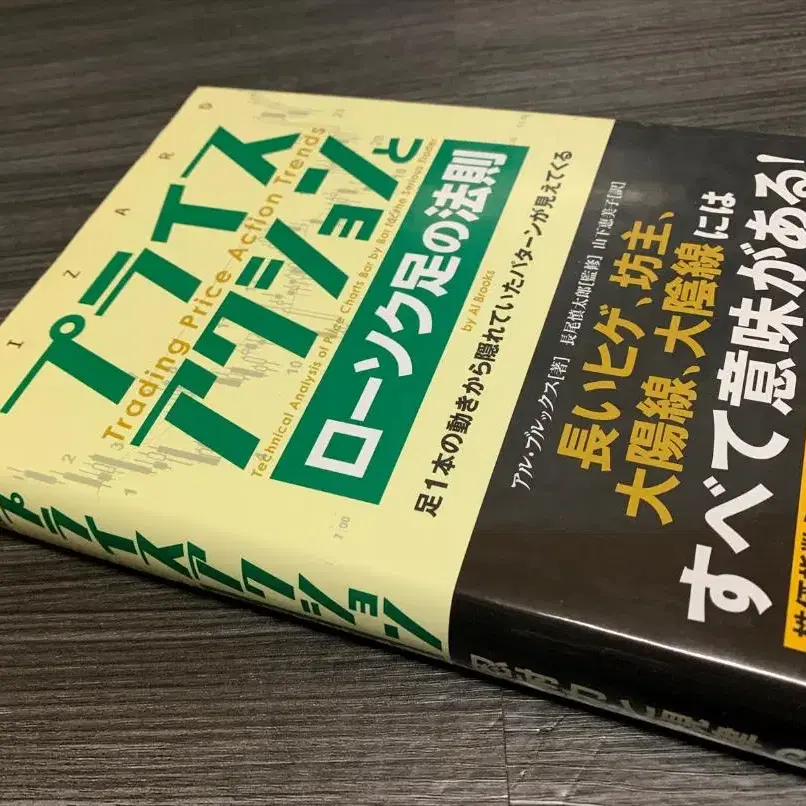 WIZARD
プライス
アクションと
Trading Price Action Trends
ローソク足の法則
Technical Analysis of Price Charts Bar by Bar for the Serious Trader
by Al Brooks
足1本の動きから隠れていたパターンが見えてくる
アル・ブルックス[著] 長尾慎太郎[監修] 山下恵美子[訳]
長いヒゲ、坊主、
大陽線、大陰線には
すべて意味がある!
プライスアクション